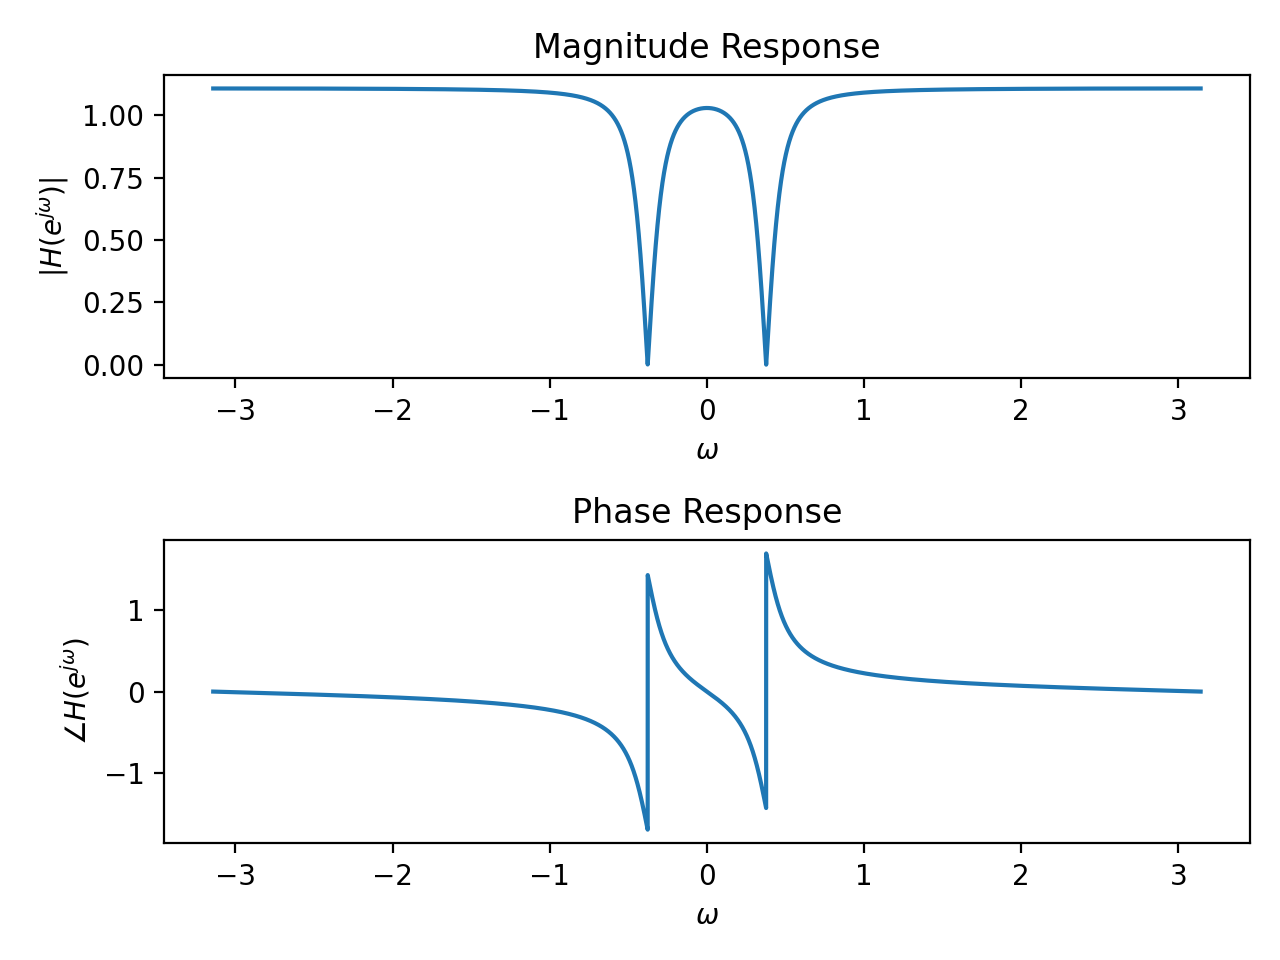 Magnitude Response
|H(e^{jω})|
1.00
0.75
0.50
0.25
0.00
−3 −2 −1 0 1 2 3
ω
Phase Response
∠H(e^{jω})
1
0
−1
−3 −2 −1 0 1 2 3
ω